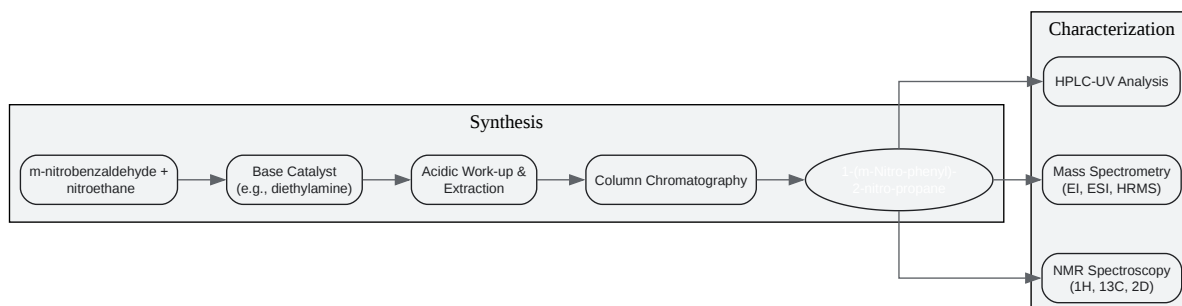 Characterization
HPLC-UV Analysis
Synthesis
m-nitrobenzaldehyde +
nitroethane
Base Catalyst
(e.g., diethylamine)
Acidic Work-up &
Extraction
Column Chromatography
1-(m-Nitro-phenyl)-
2-nitro-propane
Mass Spectrometry
(EI, ESI, HRMS)
NMR Spectroscopy
(1H, 13C, 2D)